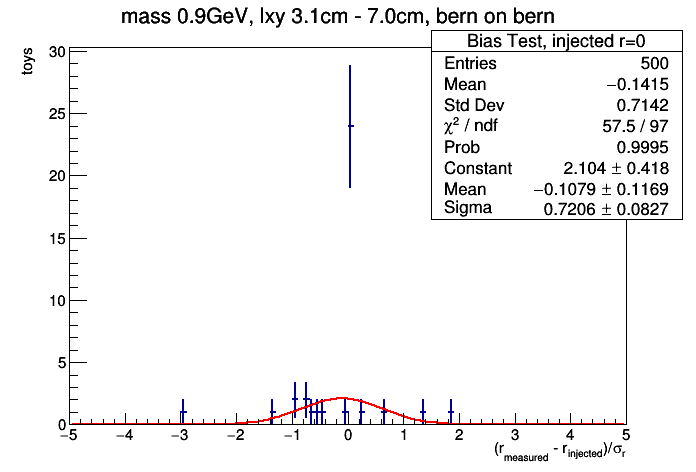 mass 0.9GeV, lxy 3.1cm - 7.0cm, bern on bern
toys
Bias Test, injected r=0
Entries 500
Mean −0.1415
Std Dev 0.7142
χ² / ndf 57.5 / 97
Prob 0.9995
Constant 2.104 ± 0.418
Mean −0.1079 ± 0.1169
Sigma 0.7206 ± 0.0827
30
25
20
15
10
5
0
−5 −4 −3 −2 −1 0 1 2 3 4 5
(r_measured - r_injected)/σ_r